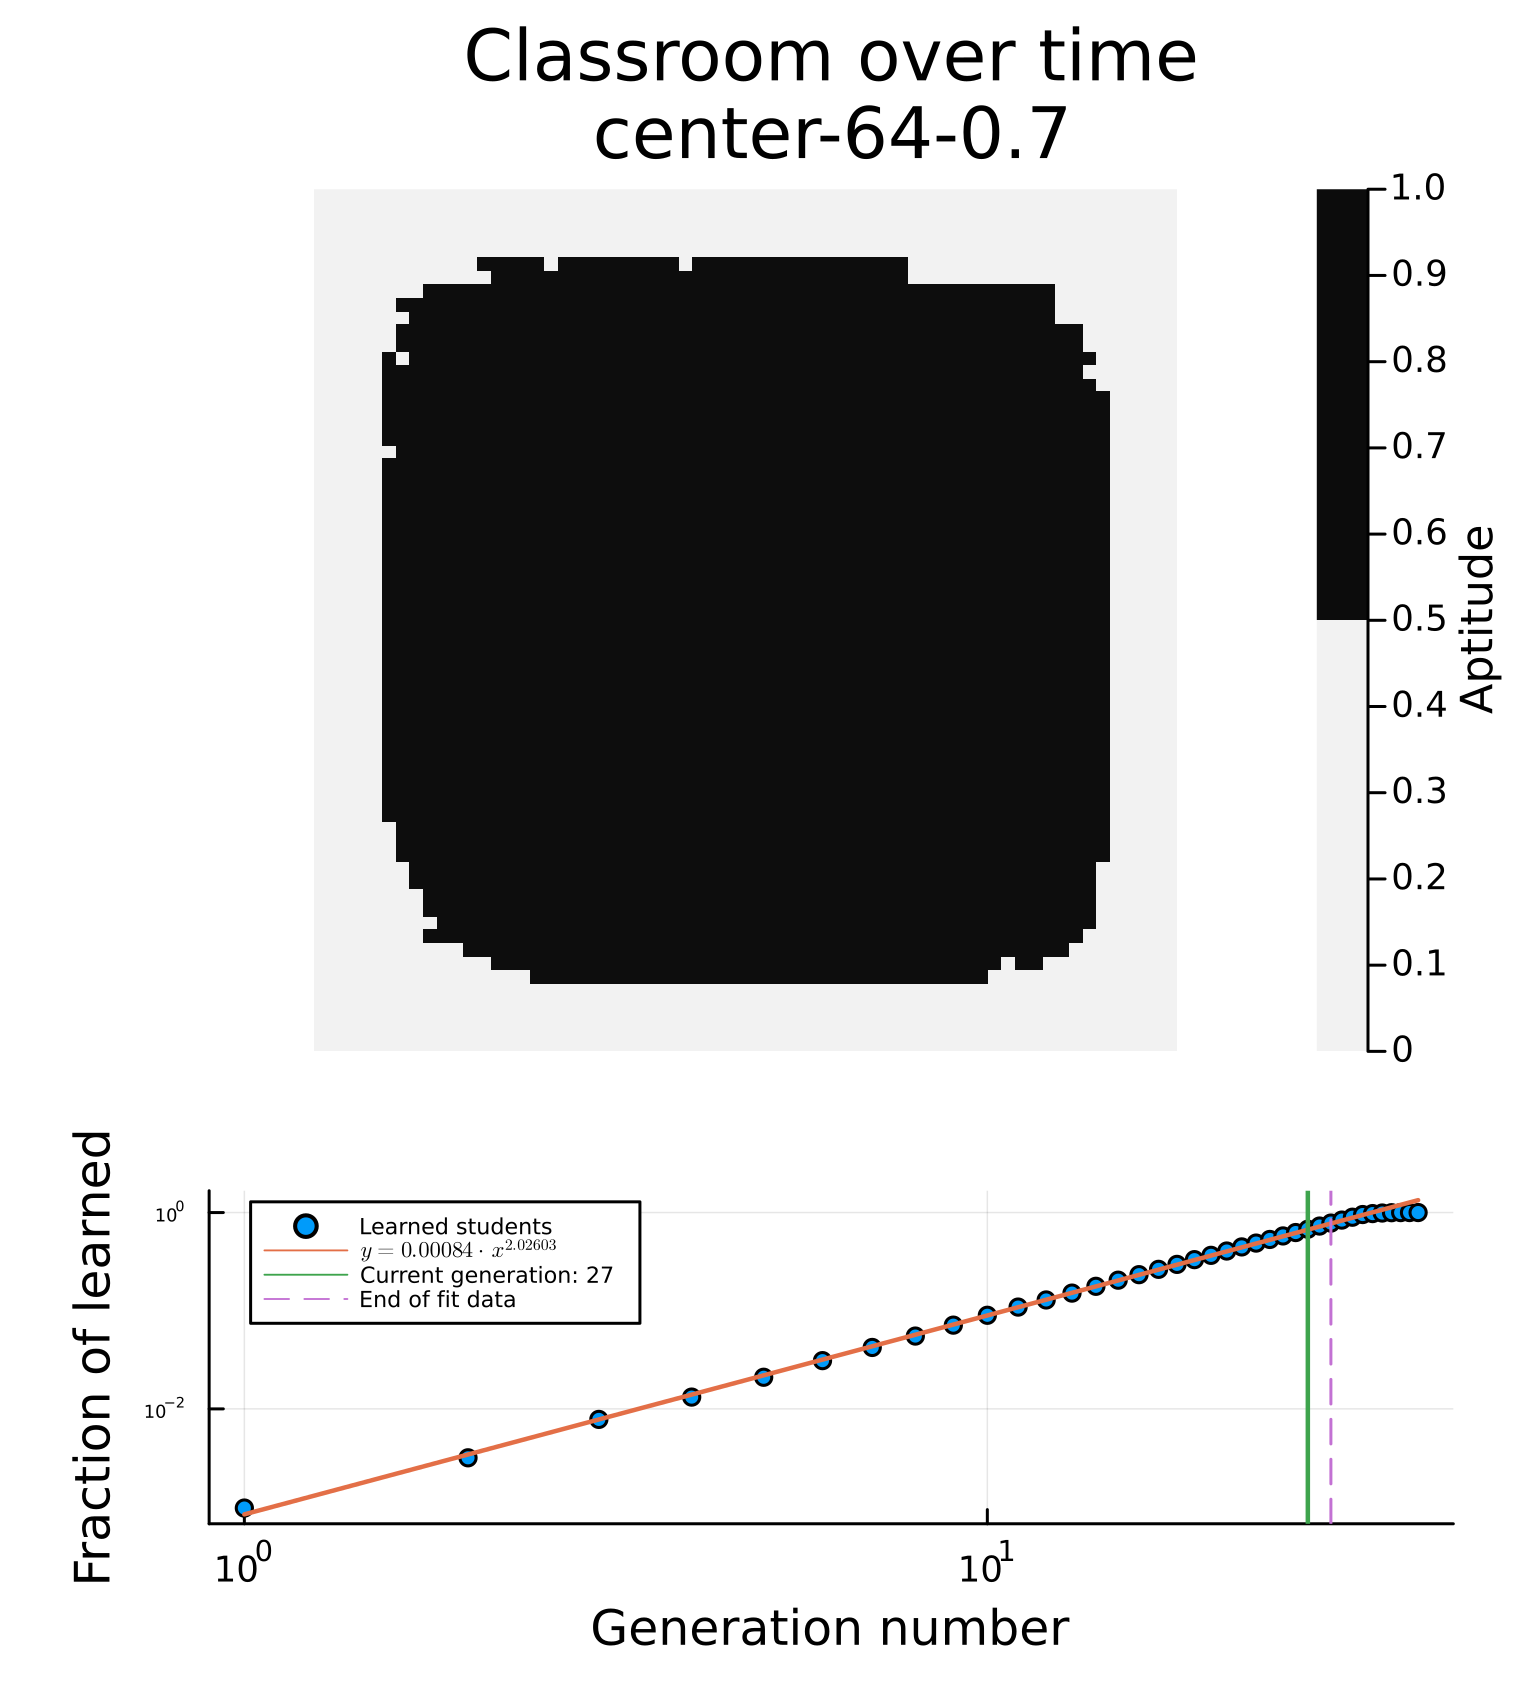 Classroom over time
center-64-0.7
1.0
0.9
0.8
0.7
0.6
0.5
0.4
0.3
0.2
0.1
0
Aptitude
Fraction of learned
10⁰
10⁻²
Learned students
y = 0.00084 · x^2.02603
Current generation: 27
End of fit data
10⁰
10¹
Generation number